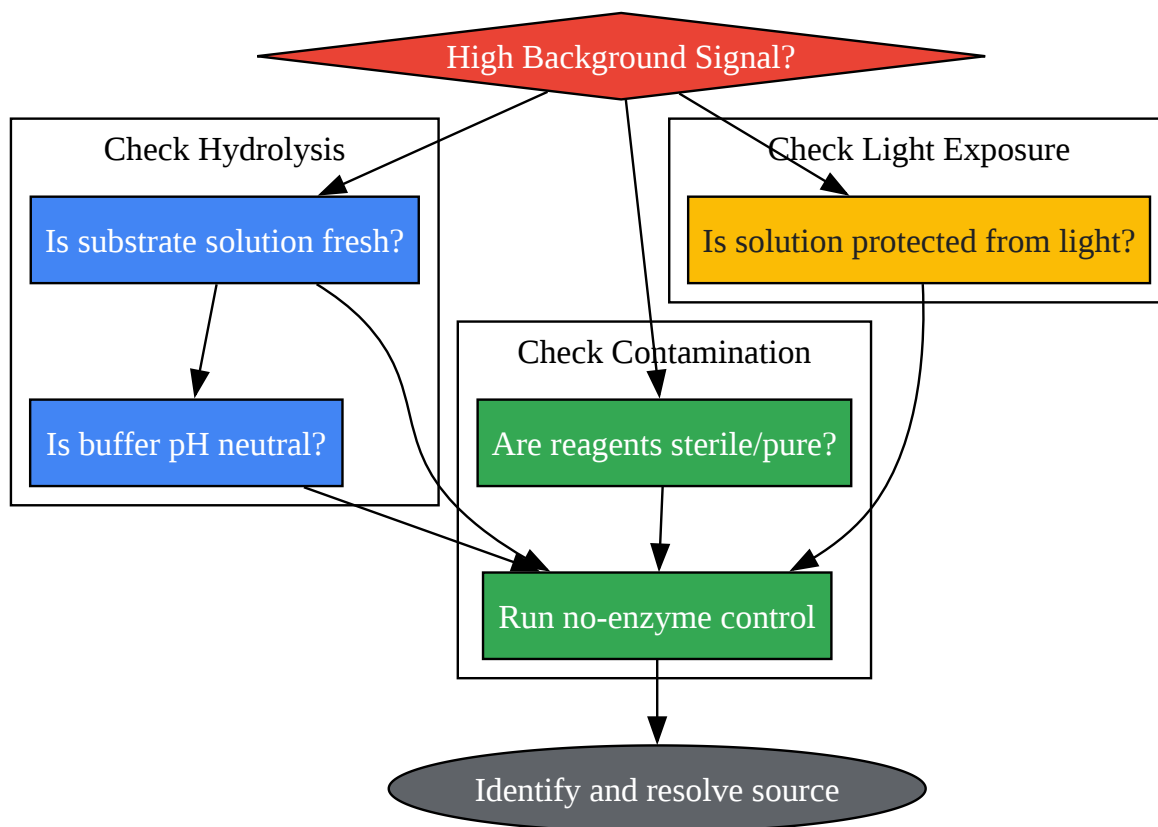 High Background Signal?
Check Hydrolysis
Check Light Exposure
Is substrate solution fresh?
Is solution protected from light?
Check Contamination
Is buffer pH neutral?
Are reagents sterile/pure?
Run no-enzyme control
Identify and resolve source